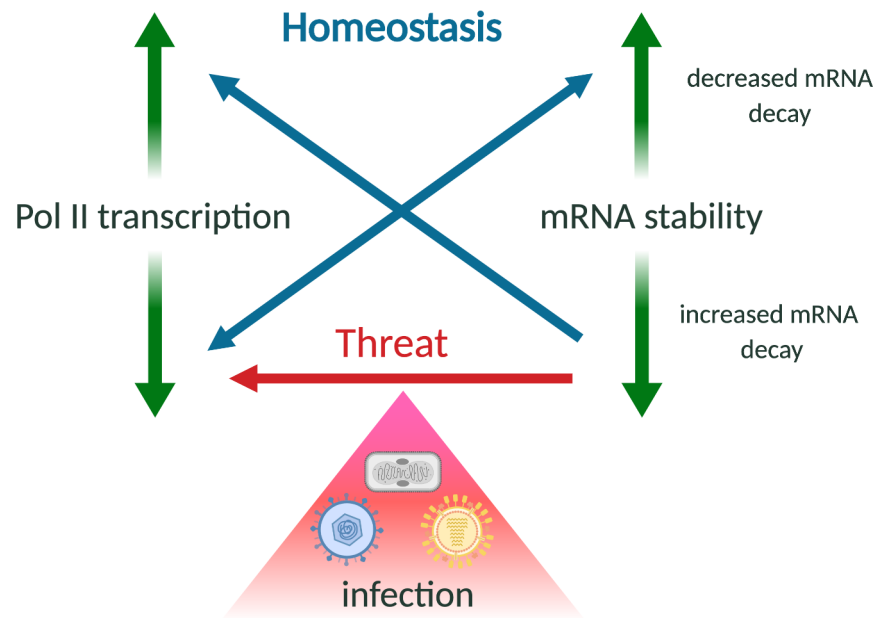 Homeostasis
decreased mRNA
decay
Pol II transcription
mRNA stability
increased mRNA
decay
Threat
infection